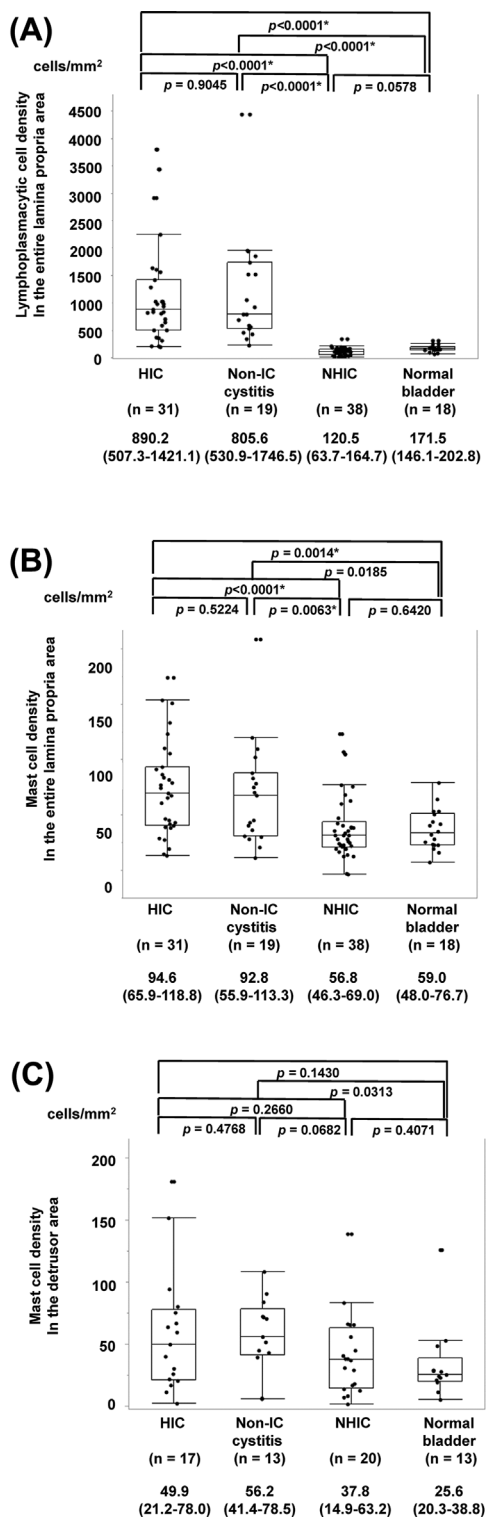 (A)
p<0.0001*
p<0.0001*
p<0.0001*
cells/mm2
p = 0.9045 p<0.0001* p = 0.0578
Lymphoplasmacytic cell density
In the entire lamina propria area
4500
4000
3500
3000
2500
2000
1500
1000
500
0
HIC Non-IC cystitis NHIC Normal bladder
(n = 31) (n = 19) (n = 38) (n = 18)
890.2 805.6 120.5 171.5
(507.3-1421.1) (530.9-1746.5) (63.7-164.7) (146.1-202.8)
(B)
p = 0.0014*
p = 0.0185
cells/mm2
p<0.0001*
p = 0.5224 p = 0.0063* p = 0.6420
Mast cell density
In the entire lamina propria area
200
150
100
50
0
HIC Non-IC cystitis NHIC Normal bladder
(n = 31) (n = 19) (n = 38) (n = 18)
94.6 92.8 56.8 59.0
(65.9-118.8) (55.9-113.3) (46.3-69.0) (48.0-76.7)
(C)
p = 0.1430
p = 0.0313
cells/mm2
p = 0.2660
p = 0.4768 p = 0.0682 p = 0.4071
Mast cell density
In the detrusor area
200
150
100
50
0
HIC Non-IC cystitis NHIC Normal bladder
(n = 17) (n = 13) (n = 20) (n = 13)
49.9 56.2 37.8 25.6
(21.2-78.0) (41.4-78.5) (14.9-63.2) (20.3-38.8)